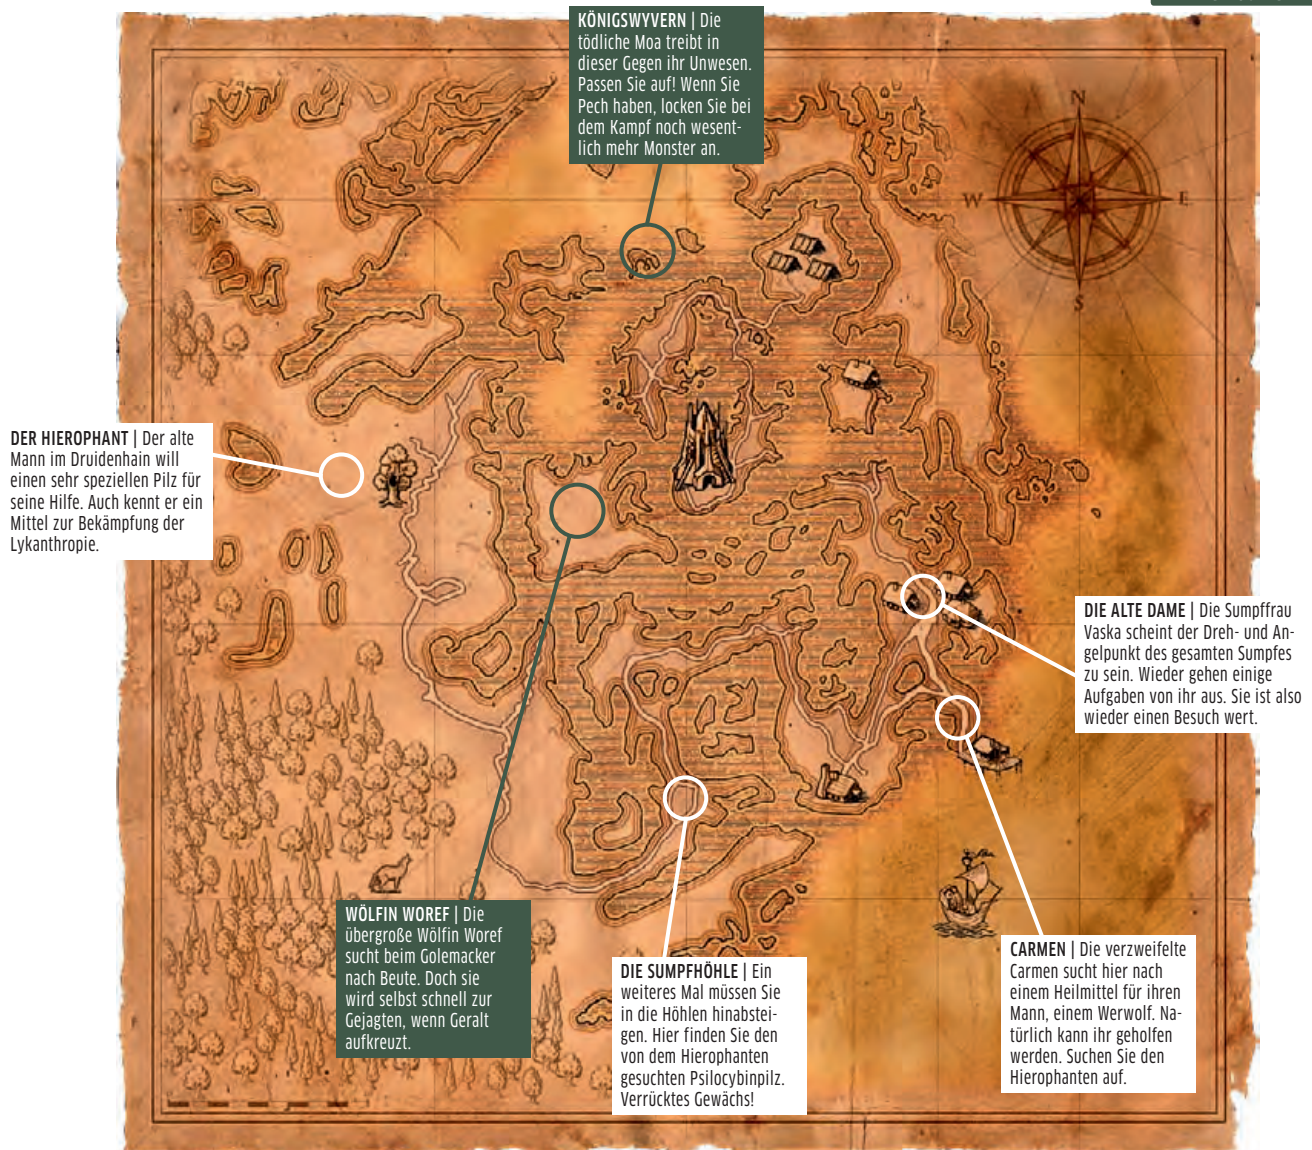 KÖNIGSWYVERN | Die
tödliche Moa treibt in
dieser Gegen ihr Unwesen.
Passen Sie auf! Wenn Sie
Pech haben, locken Sie bei
dem Kampf noch wesent-
lich mehr Monster an.
N
W
E
S
DER HIEROPHANT | Der alte
Mann im Druidenhain will
einen sehr speziellen Pilz für
seine Hilfe. Auch kennt er ein
Mittel zur Bekämpfung der
Lykanthropie.
DIE ALTE DAME | Die Sumpffrau
Vaska scheint der Dreh- und An-
gelpunkt des gesamten Sumpfes
zu sein. Wieder gehen einige
Aufgaben von ihr aus. Sie ist also
wieder einen Besuch wert.
WÖLFIN WOREF | Die
übergroße Wölfin Woref
sucht beim Golemacker
nach Beute. Doch sie
wird selbst schnell zur
Gejagten, wenn Geralt
aufkreuzt.
DIE SUMPFHÖHLE | Ein
weiteres Mal müssen Sie
in die Höhlen hinabstei-
gen. Hier finden Sie den
von dem Hierophanten
gesuchten Psilocybinpilz.
Verrücktes Gewächs!
CARMEN | Die verzweifelte
Carmen sucht hier nach
einem Heilmittel für ihren
Mann, einem Werwolf. Na-
türlich kann ihr geholfen
werden. Suchen Sie den
Hierophanten auf.